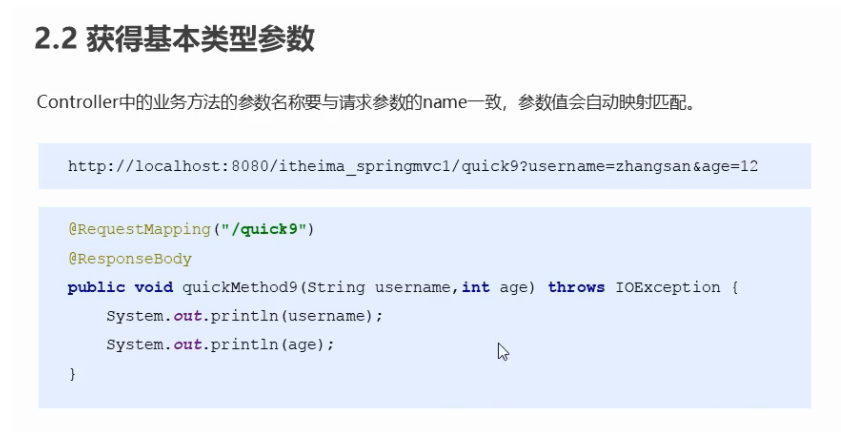 2.2 获得基本类型参数
Controller中的业务方法的参数名称要与请求参数的name一致，参数值会自动映射匹配。
http://localhost:8080/itheima_springmvc1/quick9?username=zhangsan&age=12
@RequestMapping("/quick9")
@ResponseBody
public void quickMethod9(String username,int age) throws IOException {
    System.out.println(username);
    System.out.println(age);
}